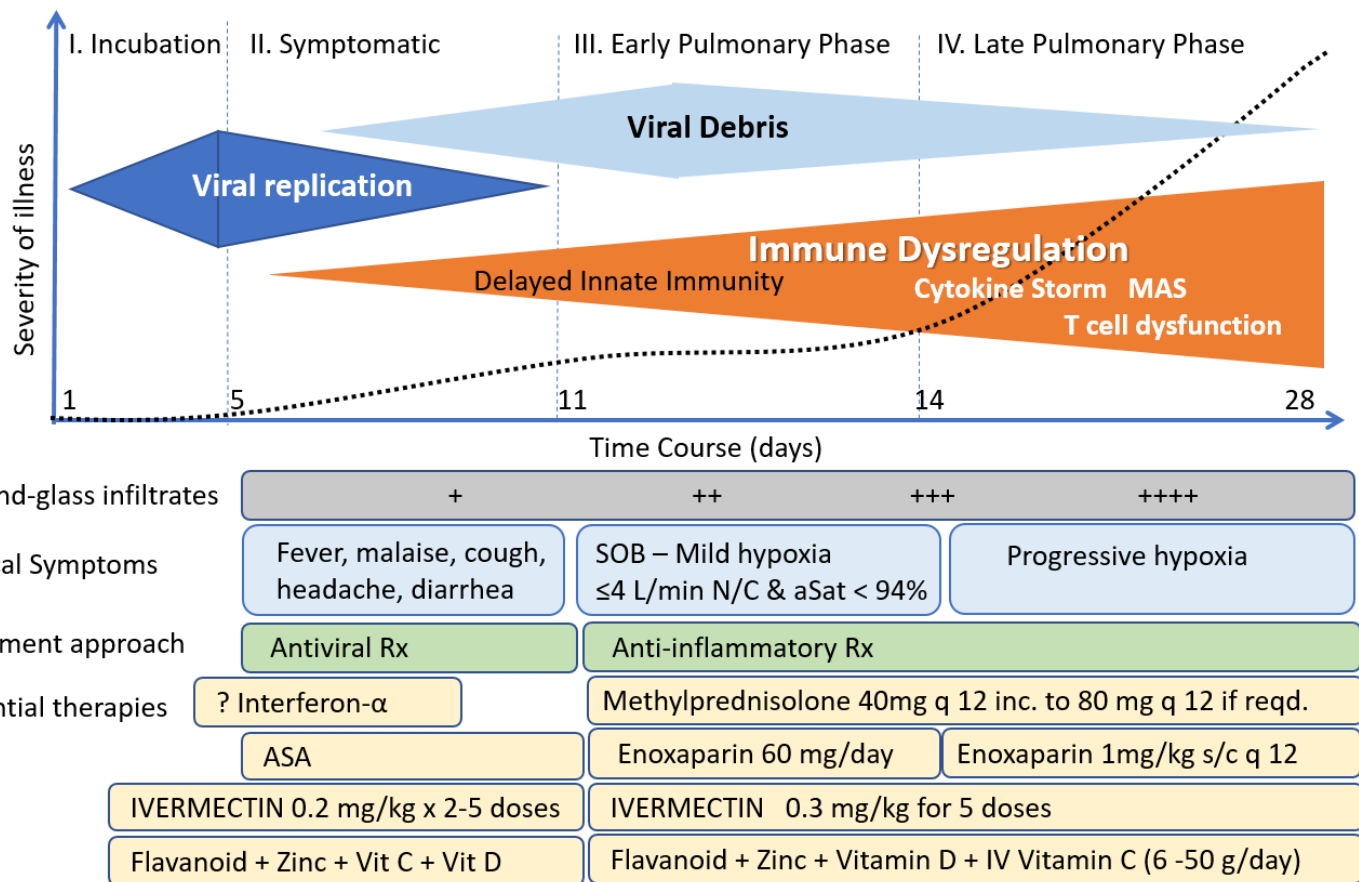 I. Incubation
II. Symptomatic
III. Early Pulmonary Phase
IV. Late Pulmonary Phase
Viral Debris
Viral replication
Severity of illness
Immune Dysregulation
Delayed Innate Immunity
Cytokine Storm MAS
T cell dysfunction
1 5 11 14 28
Time Course (days)
nd-glass infiltrates + ++ +++ ++++
al Symptoms
Fever, malaise, cough,
headache, diarrhea
SOB – Mild hypoxia
≤4 L/min N/C & aSat < 94%
Progressive hypoxia
ment approach
Antiviral Rx
Anti-inflammatory Rx
ntial therapies
? Interferon-α
Methylprednisolone 40mg q 12 inc. to 80 mg q 12 if reqd.
ASA
Enoxaparin 60 mg/day
Enoxaparin 1mg/kg s/c q 12
IVERMECTIN 0.2 mg/kg x 2-5 doses
IVERMECTIN 0.3 mg/kg for 5 doses
Flavanoid + Zinc + Vit C + Vit D
Flavanoid + Zinc + Vitamin D + IV Vitamin C (6 -50 g/day)